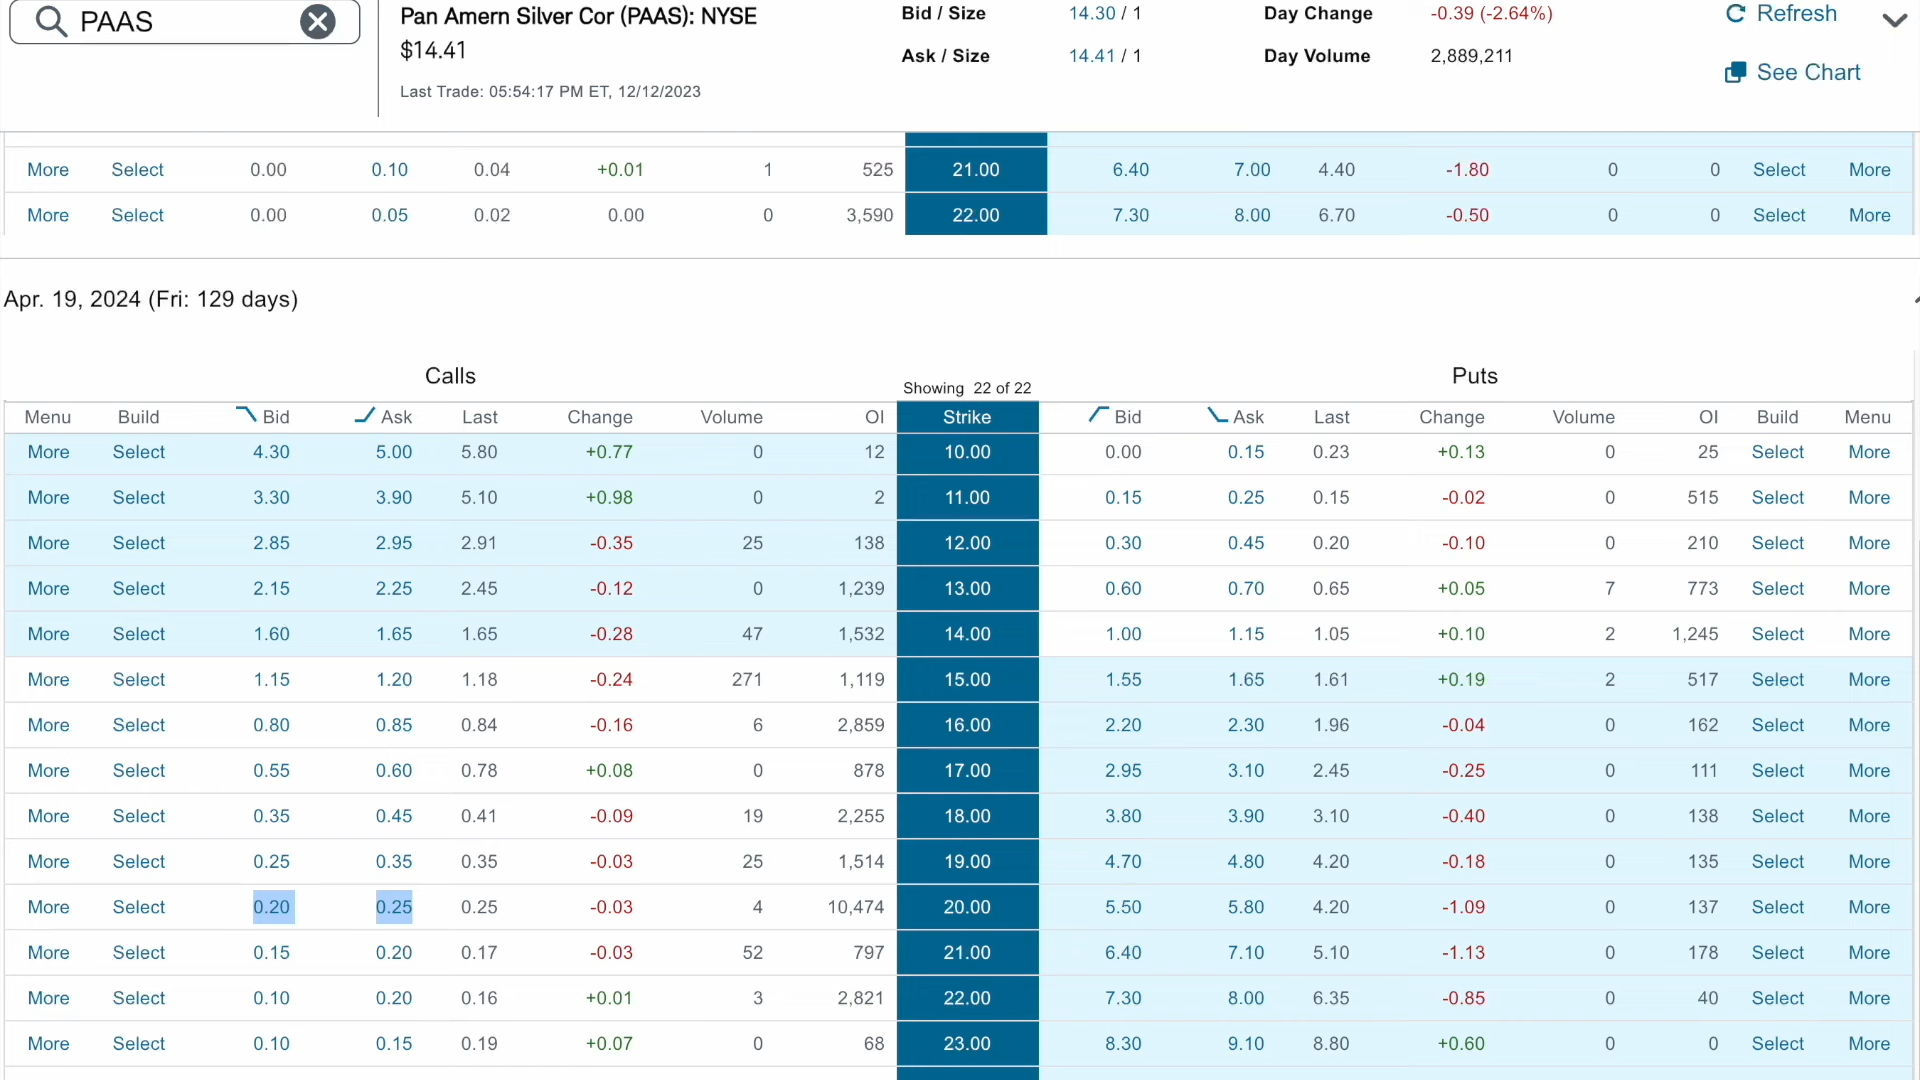 PAAS
Pan Amern Silver Cor (PAAS): NYSE
$14.41
Last Trade: 05:54:17 PM ET, 12/12/2023
Bid / Size 14.30 / 1
Ask / Size 14.41 / 1
Day Change -0.39 (-2.64%)
Day Volume 2,889,211
Refresh
See Chart
More Select 0.00 0.10 0.04 +0.01 1 525 21.00 6.40 7.00 4.40 -1.80 0 0 Select More
More Select 0.00 0.05 0.02 0.00 0 3,590 22.00 7.30 8.00 6.70 -0.50 0 0 Select More
Apr. 19, 2024 (Fri: 129 days)
Calls Showing 22 of 22 Puts
Menu Build Bid Ask Last Change Volume OI Strike Bid Ask Last Change Volume OI Build Menu
More Select 4.30 5.00 5.80 +0.77 0 12 10.00 0.00 0.15 0.23 +0.13 0 25 Select More
More Select 3.30 3.90 5.10 +0.98 0 2 11.00 0.15 0.25 0.15 -0.02 0 515 Select More
More Select 2.85 2.95 2.91 -0.35 25 138 12.00 0.30 0.45 0.20 -0.10 0 210 Select More
More Select 2.15 2.25 2.45 -0.12 0 1,239 13.00 0.60 0.70 0.65 +0.05 7 773 Select More
More Select 1.60 1.65 1.65 -0.28 47 1,532 14.00 1.00 1.15 1.05 +0.10 2 1,245 Select More
More Select 1.15 1.20 1.18 -0.24 271 1,119 15.00 1.55 1.65 1.61 +0.19 2 517 Select More
More Select 0.80 0.85 0.84 -0.16 6 2,859 16.00 2.20 2.30 1.96 -0.04 0 162 Select More
More Select 0.55 0.60 0.78 +0.08 0 878 17.00 2.95 3.10 2.45 -0.25 0 111 Select More
More Select 0.35 0.45 0.41 -0.09 19 2,255 18.00 3.80 3.90 3.10 -0.40 0 138 Select More
More Select 0.25 0.35 0.35 -0.03 25 1,514 19.00 4.70 4.80 4.20 -0.18 0 135 Select More
More Select 0.20 0.25 0.25 -0.03 4 10,474 20.00 5.50 5.80 4.20 -1.09 0 137 Select More
More Select 0.15 0.20 0.17 -0.03 52 797 21.00 6.40 7.10 5.10 -1.13 0 178 Select More
More Select 0.10 0.20 0.16 +0.01 3 2,821 22.00 7.30 8.00 6.35 -0.85 0 40 Select More
More Select 0.10 0.15 0.19 +0.07 0 68 23.00 8.30 9.10 8.80 +0.60 0 0 Select More